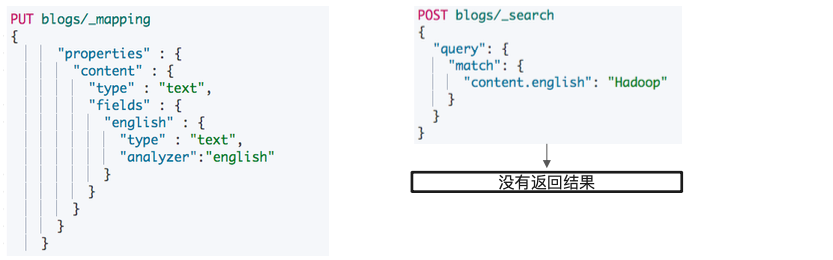 PUT blogs/_mapping
{
"properties" : {
"content" : {
"type" : "text",
"fields" : {
"english" : {
"type" : "text",
"analyzer":"english"
}
}
}
}
}
POST blogs/_search
{
"query": {
"match": {
"content.english": "Hadoop"
}
}
}
没有返回结果